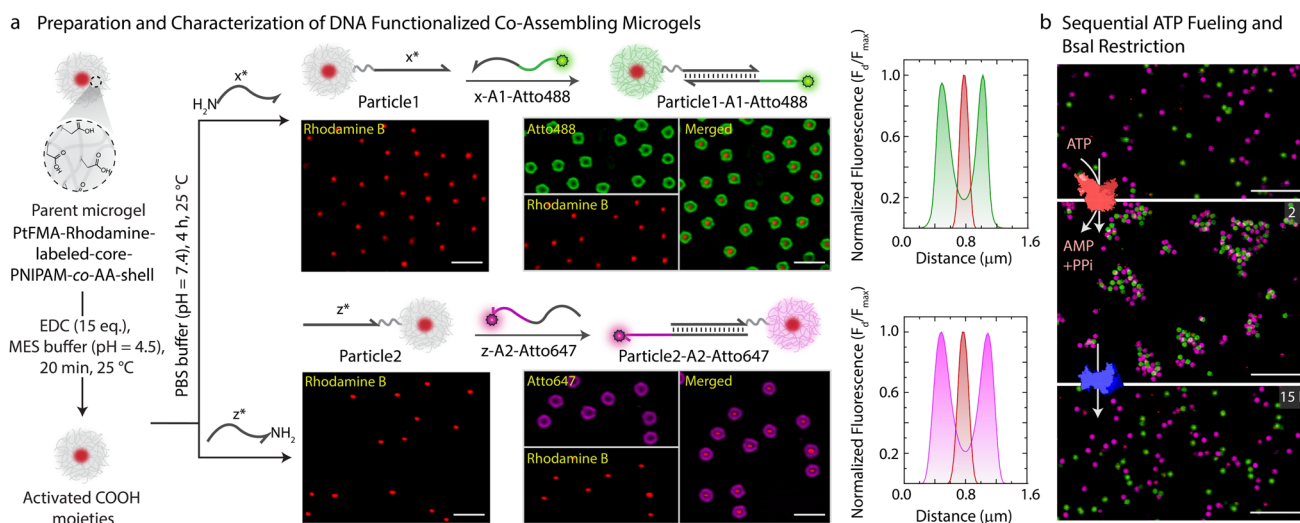 a Preparation and Characterization of DNA Functionalized Co-Assembling Microgels
OH
O
O
OH
O
OH
O
Parent microgel
PtFMA-Rhodamine-
labeled-core-
PNIPAM-co-AA-shell
EDC (15 eq.),
MES buffer (pH = 4.5),
20 min, 25 °C
Activated COOH
moieties
PBS buffer (pH = 7.4), 4 h, 25 °C
x*
H₂N
z*
NH₂
x*
Particle1
x-A1-Atto488
Particle1-A1-Atto488
Rhodamine B
Atto488
Rhodamine B
Merged
Normalized Fluorescence (Fd/Fmax)
1.0
0.6
0.2
0.0 0.8 1.6
Distance (μm)
z*
Particle2
z-A2-Atto647
Particle2-A2-Atto647
Rhodamine B
Atto647
Rhodamine B
Merged
Normalized Fluorescence (Fd/Fmax)
1.0
0.6
0.2
0.0 0.8 1.6
Distance (μm)
b Sequential ATP Fueling and
BsaI Restriction
ATP
AMP
+PPi
2
15